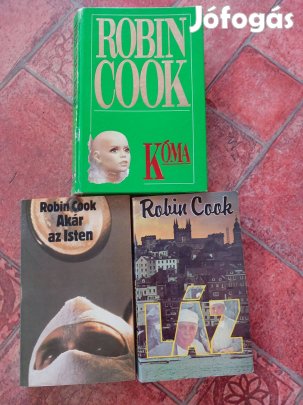 Jófogás
ROBIN
COOK
KÓMA
Robin Cook
Akár
az Isten
Robin Cook
LÁZ